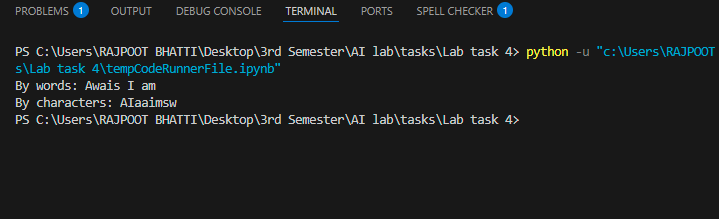 PROBLEMS 1 OUTPUT DEBUG CONSOLE TERMINAL PORTS SPELL CHECKER 1
PS C:\Users\RAJPOOT BHATTI\Desktop\3rd Semester\AI lab\tasks\Lab task 4> python -u "c:\Users\RAJPOOT
s\Lab task 4\tempCodeRunnerFile.ipynb"
By words: Awais I am
By characters: AIaaimsw
PS C:\Users\RAJPOOT BHATTI\Desktop\3rd Semester\AI lab\tasks\Lab task 4>